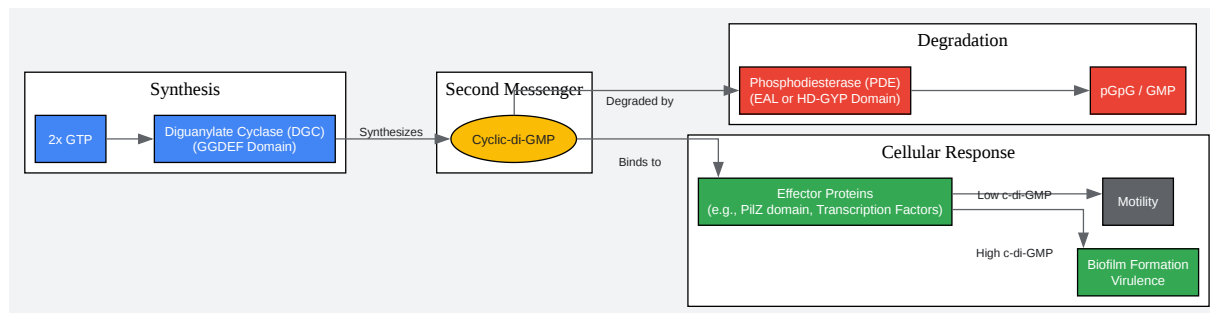 Synthesis
2x GTP
Diguanylate Cyclase (DGC)
(GGDEF Domain)
Synthesizes
Second Messenger
Cyclic-di-GMP
Degraded by
Binds to
Degradation
Phosphodiesterase (PDE)
(EAL or HD-GYP Domain)
pGpG / GMP
Cellular Response
Effector Proteins
(e.g., PilZ domain, Transcription Factors)
Low c-di-GMP
Motility
High c-di-GMP
Biofilm Formation
Virulence